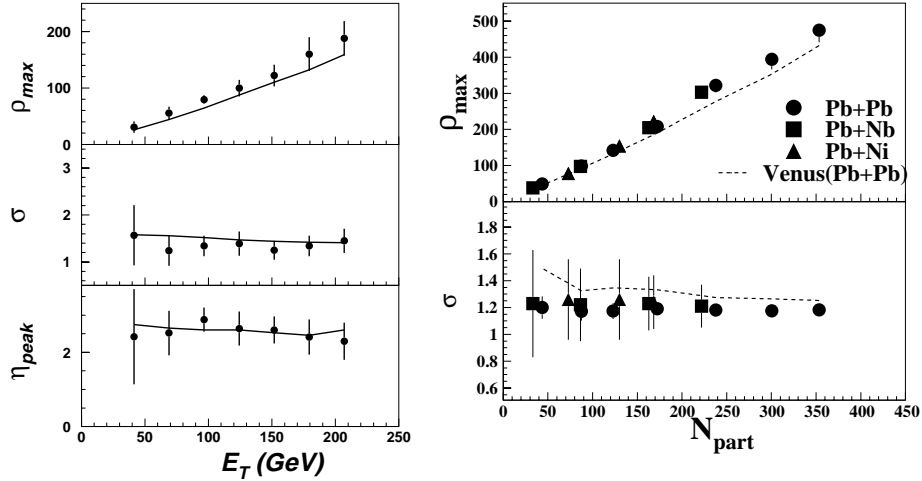 200
100
0
ρmax
3
2
1
σ
2
0
ηpeak
0 50 100 150 200 250
E_T (GeV)
500
400
300
200
100
0
ρmax
Pb+Pb
Pb+Nb
Pb+Ni
Venus(Pb+Pb)
1.8
1.6
1.4
1.2
1
0.8
0.6
σ
0 50 100 150 200 250 300 350 400 450
N_part